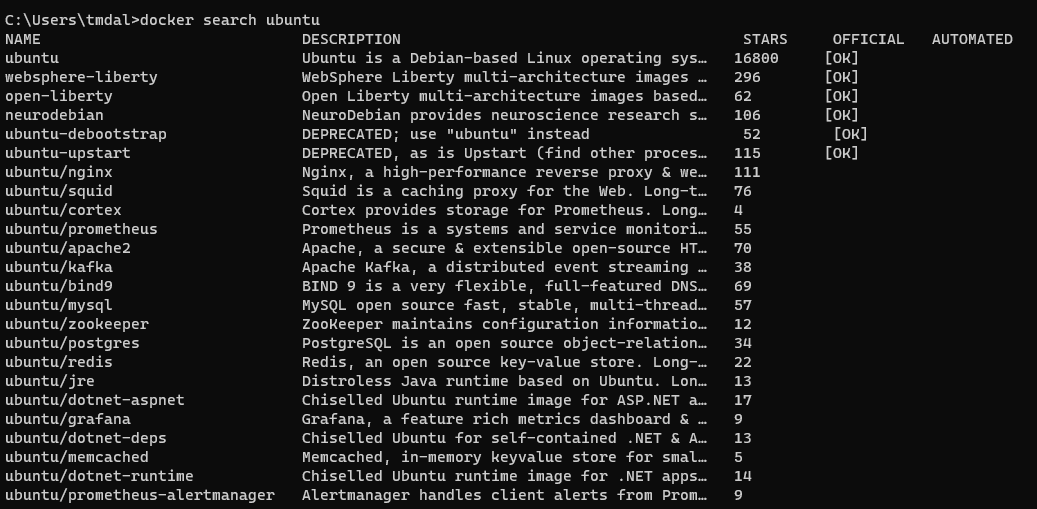 C:\Users\tmdal>docker search ubuntu
NAME                             DESCRIPTION                                      STARS     OFFICIAL   AUTOMATED
ubuntu                           Ubuntu is a Debian-based Linux operating sys…   16800     [OK]
websphere-liberty                WebSphere Liberty multi-architecture images …   296       [OK]
open-liberty                     Open Liberty multi-architecture images based…   62        [OK]
neurodebian                      NeuroDebian provides neuroscience research s…   106       [OK]
ubuntu-debootstrap               DEPRECATED; use "ubuntu" instead                 52        [OK]
ubuntu-upstart                   DEPRECATED, as is Upstart (find other proces…   115       [OK]
ubuntu/nginx                     Nginx, a high-performance reverse proxy & we…   111
ubuntu/squid                     Squid is a caching proxy for the Web. Long-t…   76
ubuntu/cortex                    Cortex provides storage for Prometheus. Long…   4
ubuntu/prometheus                Prometheus is a systems and service monitori…   55
ubuntu/apache2                   Apache, a secure & extensible open-source HT…   70
ubuntu/kafka                     Apache Kafka, a distributed event streaming …   38
ubuntu/bind9                     BIND 9 is a very flexible, full-featured DNS…   69
ubuntu/mysql                     MySQL open source fast, stable, multi-thread…   57
ubuntu/zookeeper                 ZooKeeper maintains configuration informatio…   12
ubuntu/postgres                  PostgreSQL is an open source object-relation…   34
ubuntu/redis                     Redis, an open source key-value store. Long-…   22
ubuntu/jre                       Distroless Java runtime based on Ubuntu. Lon…   13
ubuntu/dotnet-aspnet             Chiselled Ubuntu runtime image for ASP.NET a…   17
ubuntu/grafana                   Grafana, a feature rich metrics dashboard & …   9
ubuntu/dotnet-deps               Chiselled Ubuntu for self-contained .NET & A…   13
ubuntu/memcached                 Memcached, in-memory keyvalue store for smal…   5
ubuntu/dotnet-runtime            Chiselled Ubuntu runtime image for .NET apps…   14
ubuntu/prometheus-alertmanager   Alertmanager handles client alerts from Prom…   9